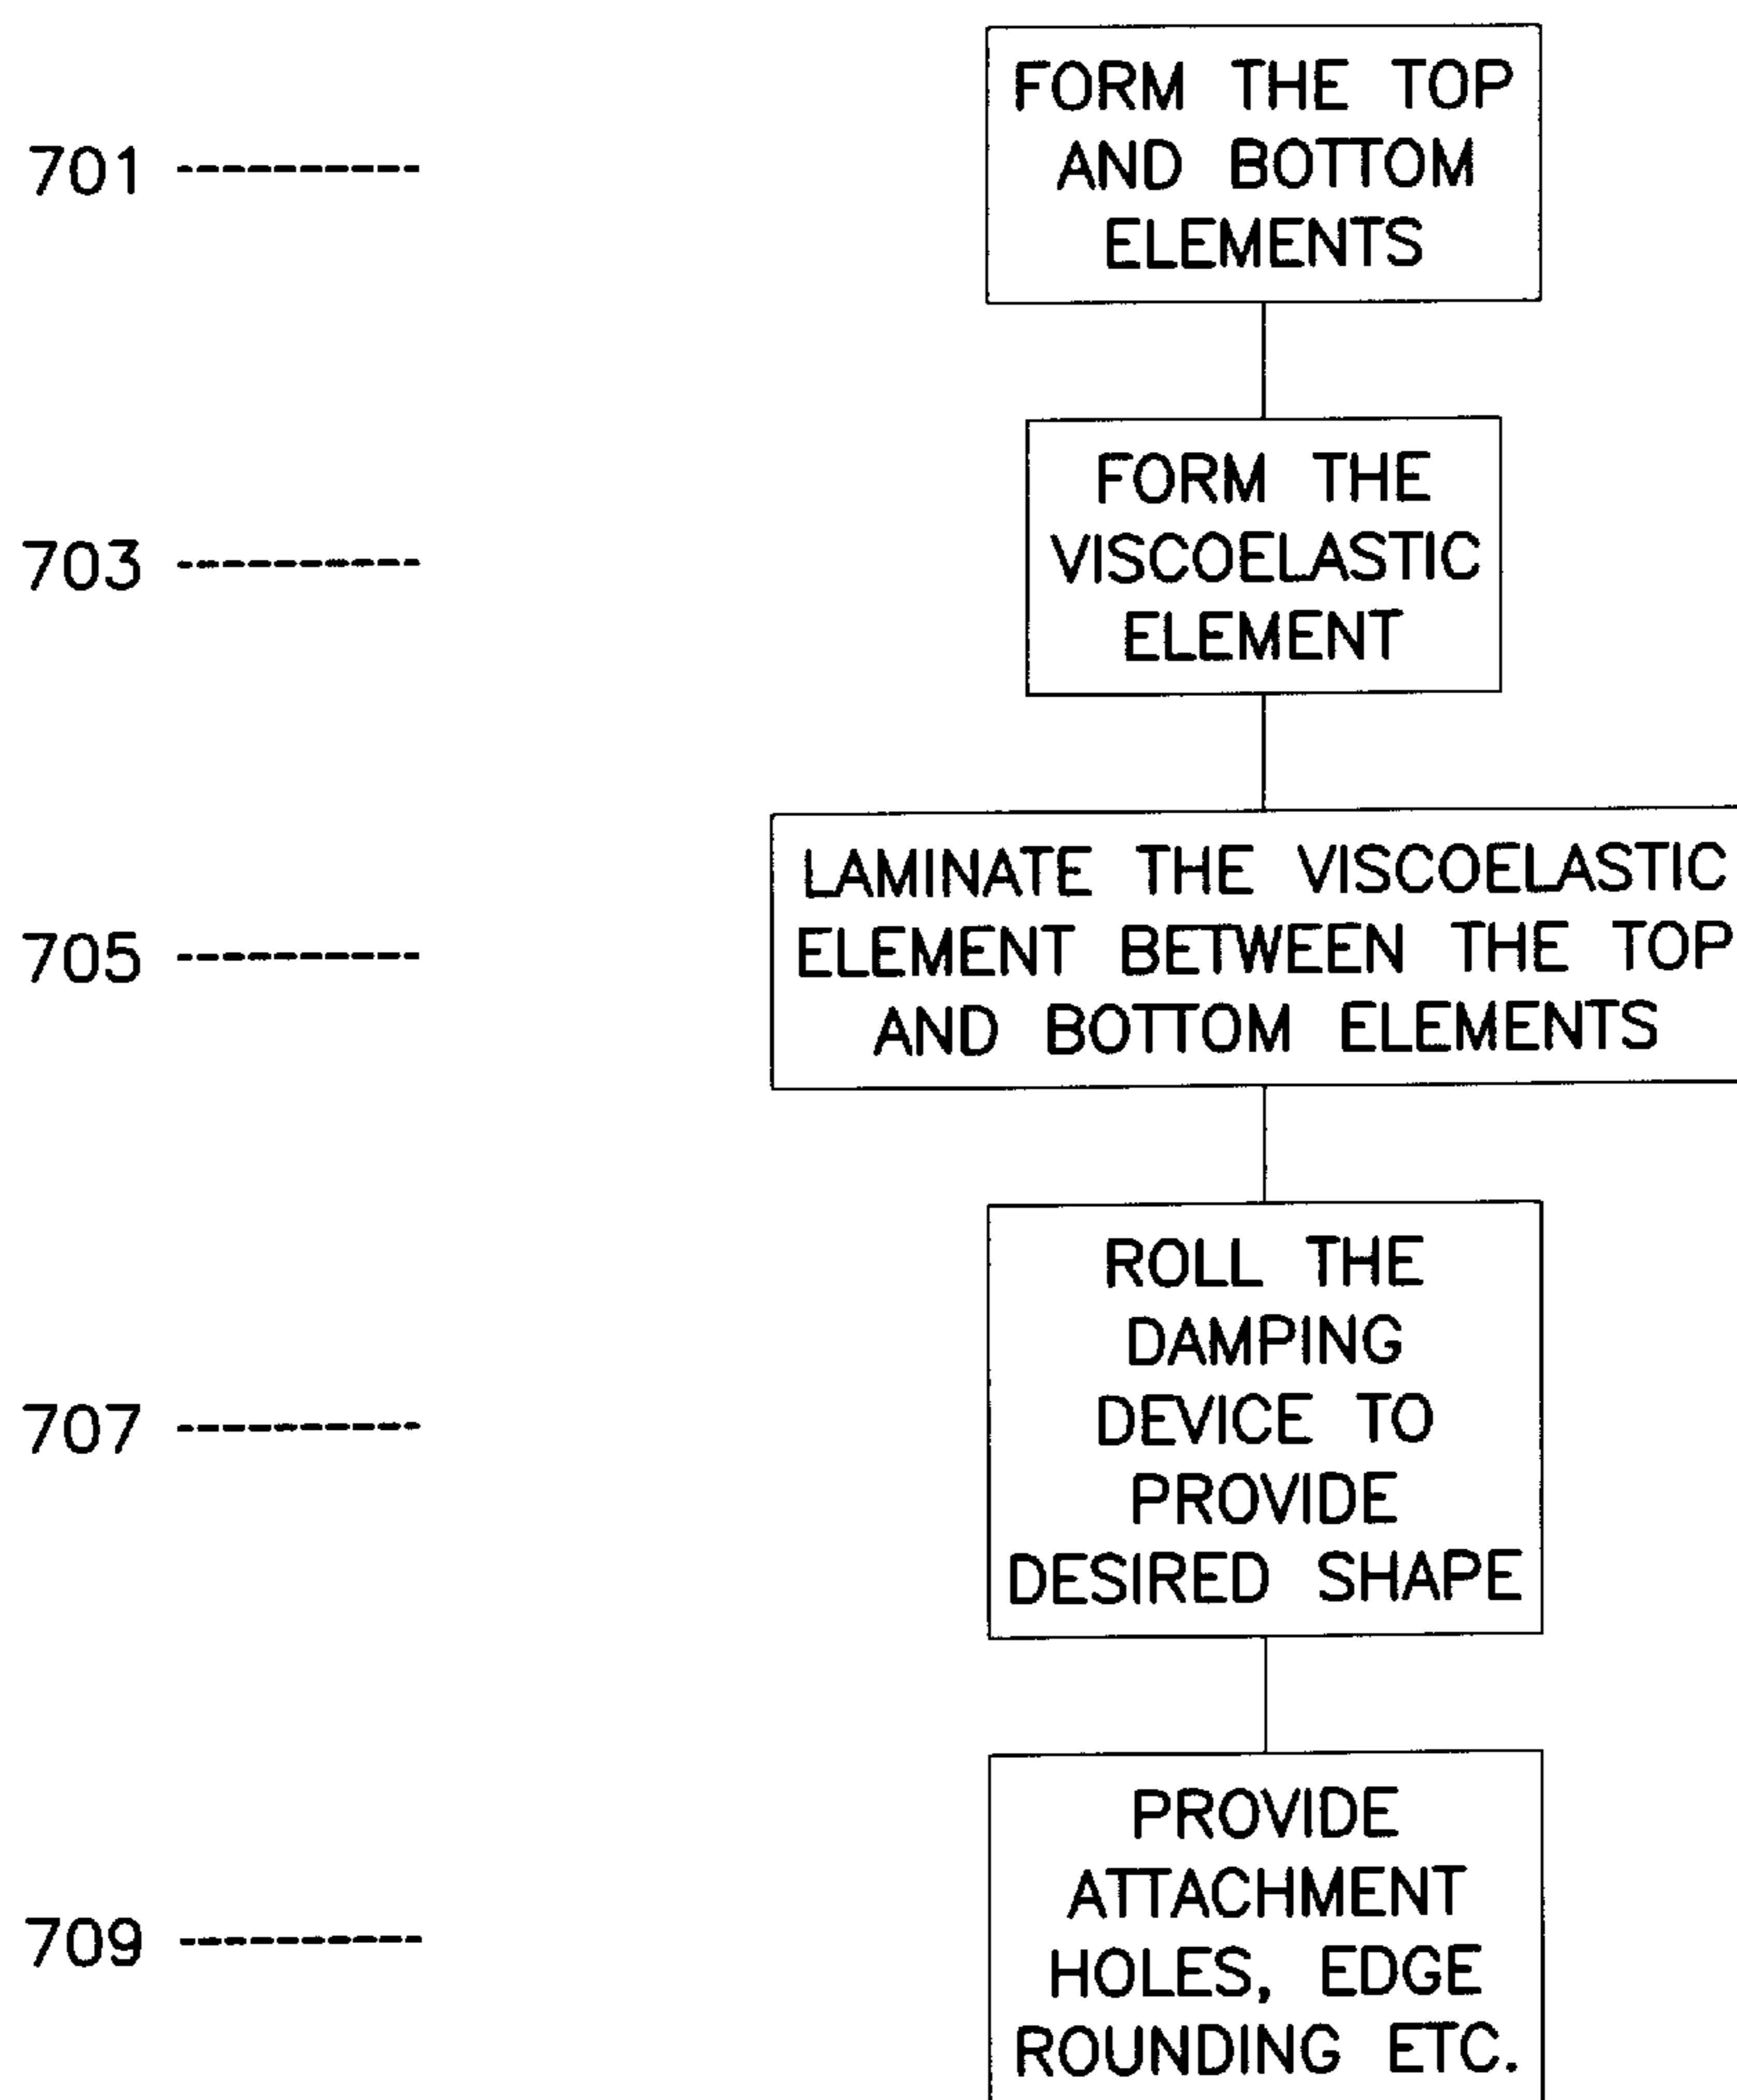 701 ----------
FORM THE TOP
AND BOTTOM
ELEMENTS
703 ----------
FORM THE
VISCOELASTIC
ELEMENT
705 ----------
LAMINATE THE VISCOELASTIC
ELEMENT BETWEEN THE TOP
AND BOTTOM ELEMENTS
707 ----------
ROLL THE
DAMPING
DEVICE TO
PROVIDE
DESIRED SHAPE
709 ----------
PROVIDE
ATTACHMENT
HOLES, EDGE
ROUNDING ETC.